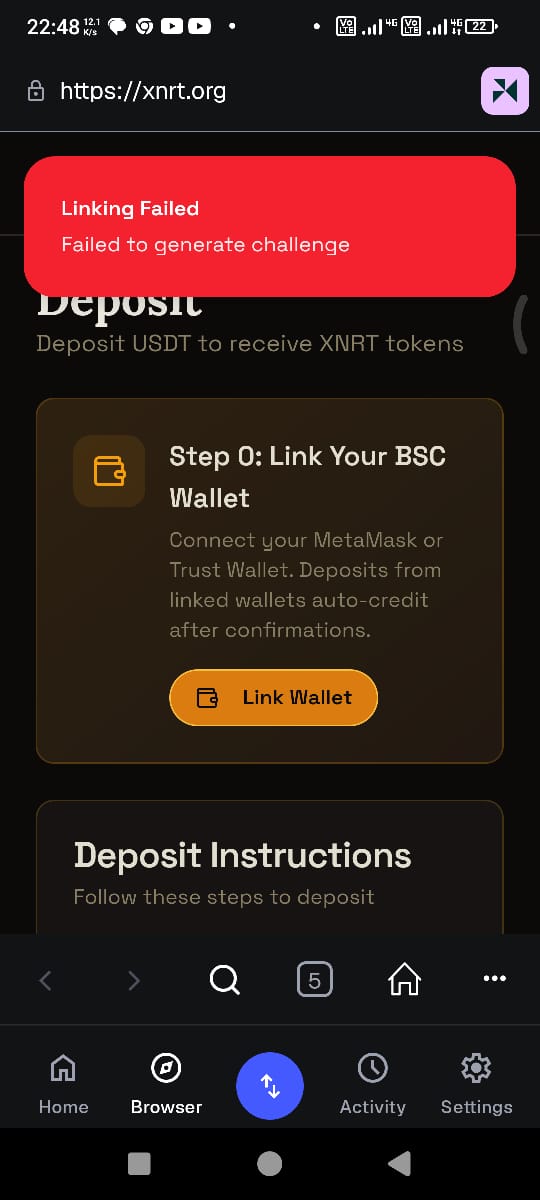 22:48 12.1 K/s Vo LTE 4G Vo LTE 4G 22
https://xnrt.org
Linking Failed
Failed to generate challenge
Deposit
Deposit USDT to receive XNRT tokens
Step 0: Link Your BSC
Wallet
Connect your MetaMask or
Trust Wallet. Deposits from
linked wallets auto-credit
after confirmations.
Link Wallet
Deposit Instructions
Follow these steps to deposit
5
Home Browser Activity Settings